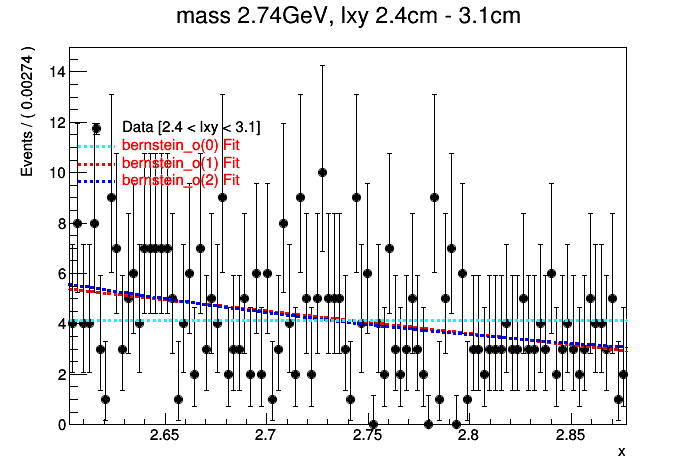 mass 2.74GeV, lxy 2.4cm - 3.1cm
Events / ( 0.00274 )
14
12
10
8
6
4
2
0
Data [2.4 < lxy < 3.1]
bernstein_o(0) Fit
bernstein_o(1) Fit
bernstein_o(2) Fit
2.65
2.7
2.75
2.8
2.85
x